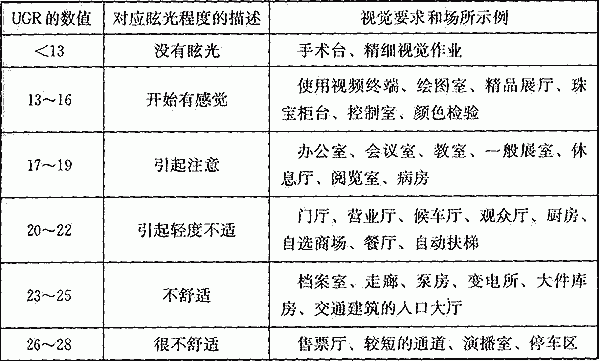 UGR的数值 对应眩光程度的描述 视觉要求和场所示例
<13 没有眩光 手术台、精细视觉作业
13～16 开始有感觉 使用视频终端、绘图室、精品展厅、珠
宝柜台、控制室、颜色检验
17～19 引起注意 办公室、会议室、教室、一般展室、休
息厅、阅览室、病房
20～22 引起轻度不适 门厅、营业厅、候车厅、观众厅、厨房、
自选商场、餐厅、自动扶梯
23～25 不舒适 档案室、走廊、泵房、变电所、大件库
房、交通建筑的入口大厅
26～28 很不舒适 售票厅、较短的通道、演播室、停车区